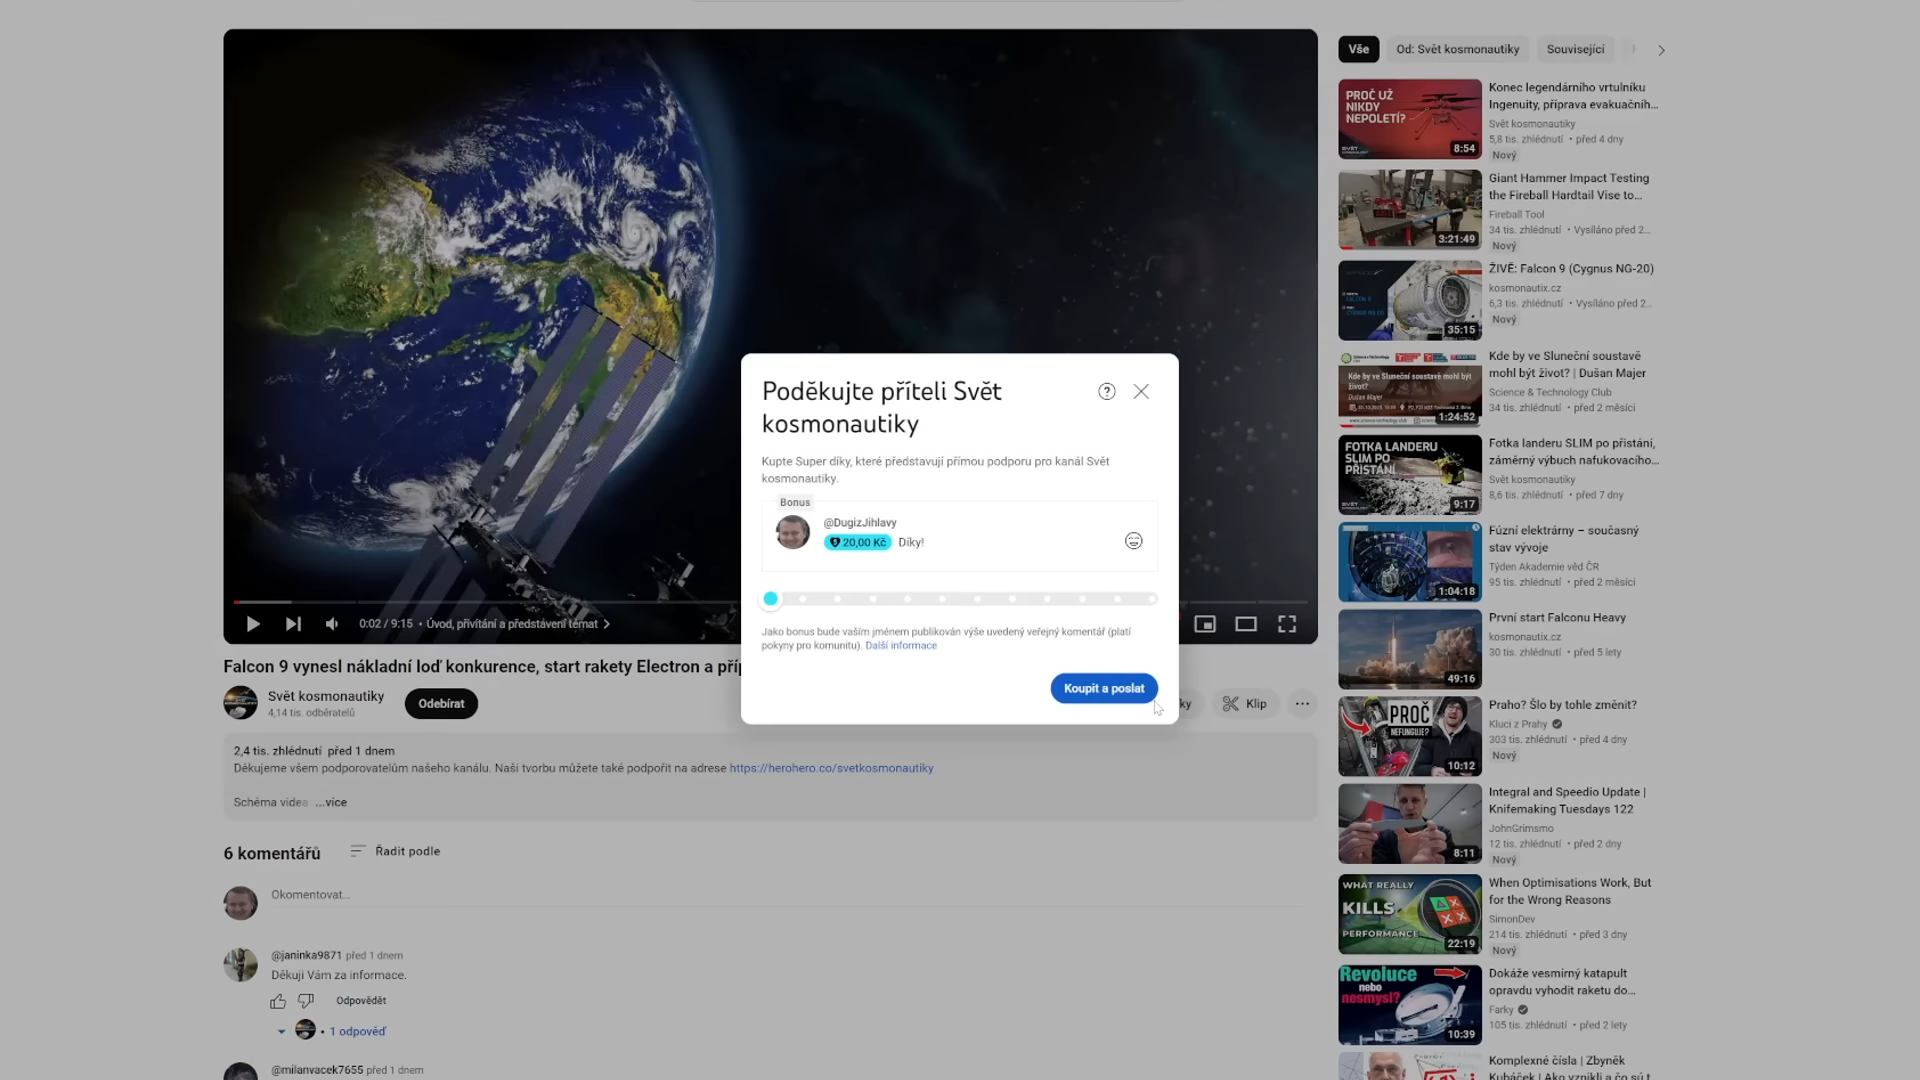 Poděkujte příteli Svět
kosmonautiky
Kupte Super díky, které představují přímou podporu pro kanál Svět
kosmonautiky.
Bonus
@DugizJihlavy
20,00 Kč Díky!
Jako bonus bude vaším jménem publikován výše uvedený veřejný komentář (platí
pokyny pro komunitu). Další informace
Koupit a poslat
0:02 / 9:15 • Úvod, přivítání a představení témat
Falcon 9 vynesl nákladní loď konkurence, start rakety Electron a
Svět kosmonautiky
4,14 tis. odběratelů
Odebírat
Klip
2,4 tis. zhlédnutí před 1 dnem
Děkujeme všem podporovatelům našeho kanálu. Naši tvorbu můžete také podpořit na adrese https://herohero.co/svetkosmonautiky
Schéma videa ...více
6 komentářů
Řadit podle
Okomentovat...
@janinka9871 před 1 dnem
Děkuji Vám za informace.
Odpovědět
1 odpověď
@milanvacek7655 před 1 dnem
Vše
Od: Svět kosmonautiky
Související
PROČ UŽ
NIKDY
NEPOLETÍ?
8:54
Konec legendárního vrtulníku
Ingenuity, příprava evakuačníh...
Svět kosmonautiky
5,8 tis. zhlédnutí • před 4 dny
Nový
3:21:49
Giant Hammer Impact Testing
the Fireball Hardtail Vise to...
Fireball Tool
34 tis. zhlédnutí • Vysíláno před 2...
Nový
35:15
ŽIVĚ: Falcon 9 (Cygnus NG-20)
kosmonautix.cz
6,3 tis. zhlédnutí • Vysíláno před 2...
Nový
Kde by ve Sluneční soustavě mohl být
život?
Dušan Majer
1:24:52
Kde by ve Sluneční soustavě
mohl být život? | Dušan Majer
Science & Technology Club
34 tis. zhlédnutí • před 2 měsíci
FOTKA LANDERU
SLIM PO
PŘISTÁNÍ
9:17
Fotka landeru SLIM po přistání,
záměrný výbuch nafukovacího...
Svět kosmonautiky
8,6 tis. zhlédnutí • před 7 dny
1:04:18
Fúzní elektrárny – současný
stav vývoje
Týden Akademie věd ČR
95 tis. zhlédnutí • před 2 měsíci
49:16
První start Falconu Heavy
kosmonautix.cz
30 tis. zhlédnutí • před 5 lety
PROČ
NEFUNGUJE?
10:12
Praho? Šlo by tohle změnit?
Kluci z Prahy
303 tis. zhlédnutí • před 4 dny
Nový
8:11
Integral and Speedio Update |
Knifemaking Tuesdays 122
JohnGrimsmo
12 tis. zhlédnutí • před 2 dny
Nový
WHAT REALLY
KILLS
PERFORMANCE
22:19
When Optimisations Work, But
for the Wrong Reasons
SimonDev
214 tis. zhlédnutí • před 3 dny
Nový
Revoluce
nebo
nesmysl?
10:39
Dokáže vesmírný katapult
opravdu vyhodit raketu do...
Farky
105 tis. zhlédnutí • před 2 lety
Komplexné čísla | Zbyněk